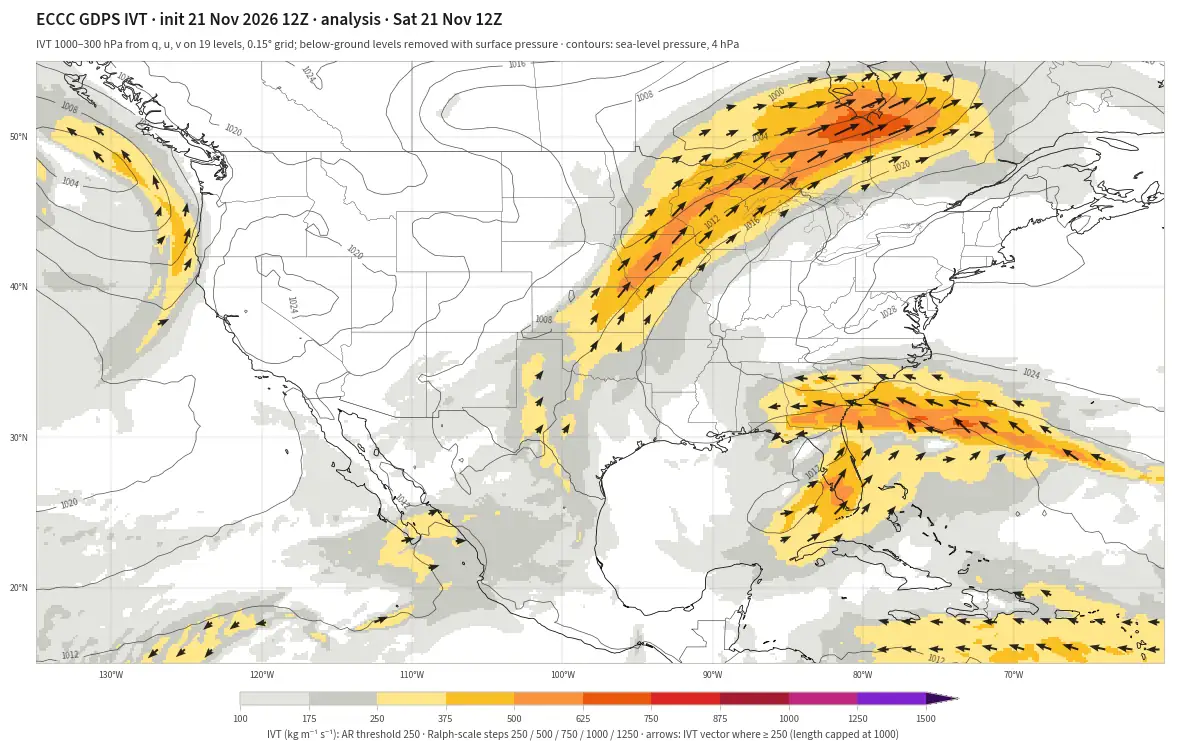 ECCC GDPS IVT · init 21 Nov 2026 12Z · analysis · Sat 21 Nov 12Z
IVT 1000–300 hPa from q, u, v on 19 levels, 0.15° grid; below-ground levels removed with surface pressure · contours: sea-level pressure, 4 hPa
1016
1024
1008
1000
1008
1020
50°N
1004
1020
1004
1012
1016
1020
40°N
1024
1008
1028
1024
30°N
1012
1020
20°N
1012
1012
130°W 120°W 110°W 100°W 90°W 80°W 70°W
100 175 250 375 500 625 750 875 1000 1250 1500
IVT (kg m⁻¹ s⁻¹): AR threshold 250 · Ralph-scale steps 250 / 500 / 750 / 1000 / 1250 · arrows: IVT vector where ≥ 250 (length capped at 1000)